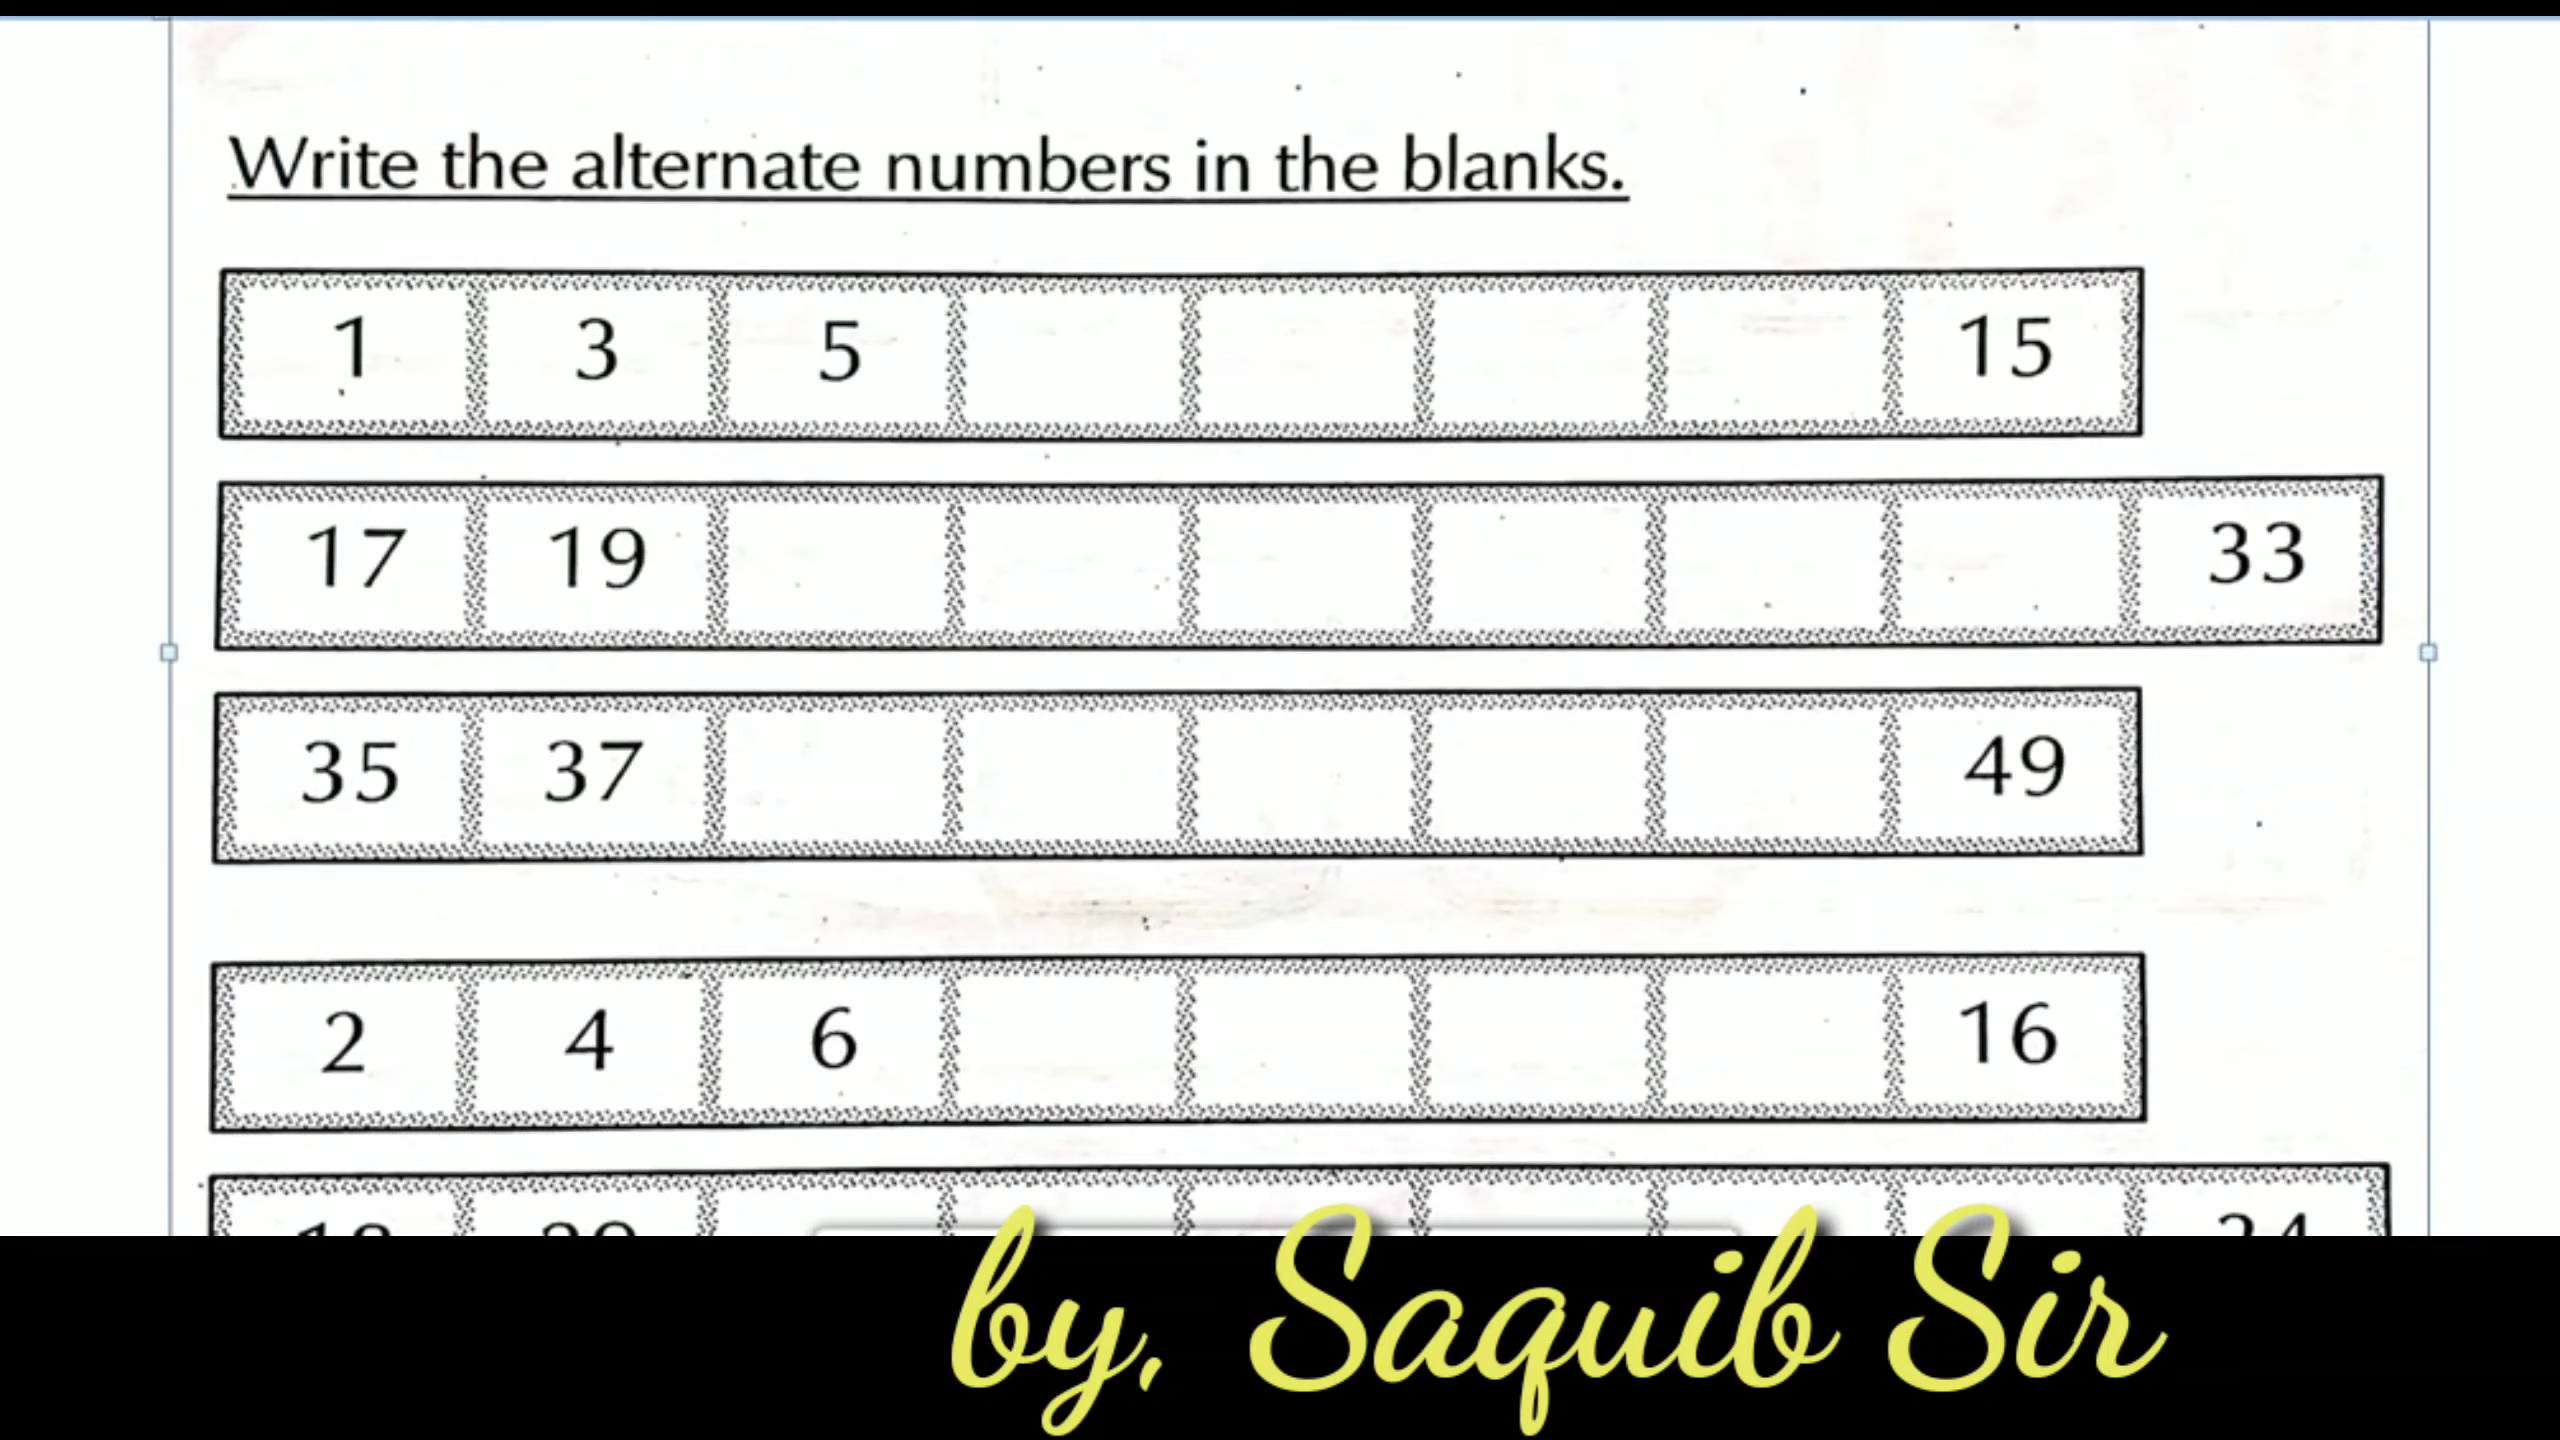 Write the alternate numbers in the blanks.
1 3 5 15
17 19 33
35 37 49
2 4 6 16
by, Saquib Sir